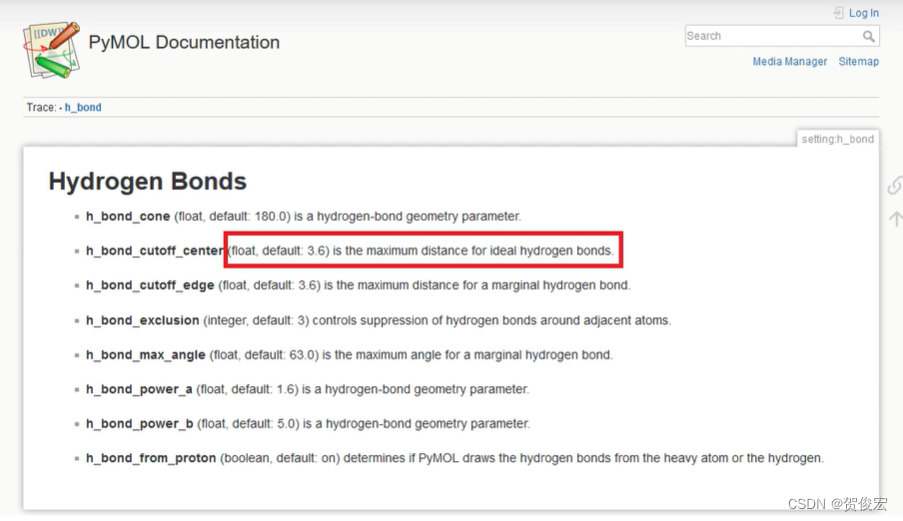 Log In
[[DW]]
PyMOL Documentation
Search
Media Manager Sitemap
Trace: • h_bond
setting:h_bond
Hydrogen Bonds
h_bond_cone (float, default: 180.0) is a hydrogen-bond geometry parameter.
h_bond_cutoff_center (float, default: 3.6) is the maximum distance for ideal hydrogen bonds.
h_bond_cutoff_edge (float, default: 3.6) is the maximum distance for a marginal hydrogen bond.
h_bond_exclusion (integer, default: 3) controls suppression of hydrogen bonds around adjacent atoms.
h_bond_max_angle (float, default: 63.0) is the maximum angle for a marginal hydrogen bond.
h_bond_power_a (float, default: 1.6) is a hydrogen-bond geometry parameter.
h_bond_power_b (float, default: 5.0) is a hydrogen-bond geometry parameter.
h_bond_from_proton (boolean, default: on) determines if PyMOL draws the hydrogen bonds from the heavy atom or the hydrogen.
CSDN @贺俊宏